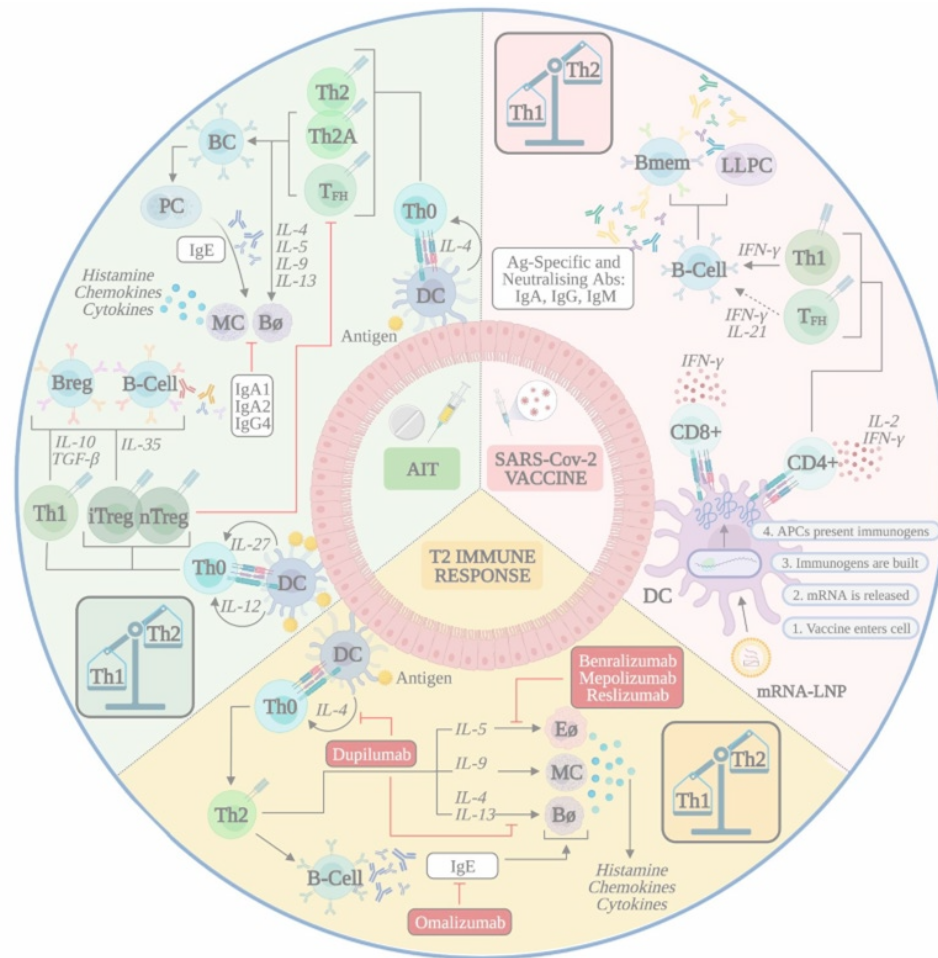 Th2
Th2A
TFH
BC
PC
IgE
IL-4
IL-5
IL-9
IL-13
Histamine
Chemokines
Cytokines
MC
Bø
Th0
IL-4
DC
Antigen
Breg
B-Cell
IgA1
IgA2
IgG4
IL-10
TGF-β
IL-35
Th1
iTreg
nTreg
Th0
IL-27
IL-12
DC
Th2
Th1
AIT
SARS-Cov-2
VACCINE
T2 IMMUNE
RESPONSE
Th2
Th1
Bmem
LLPC
Ag-Specific and
Neutralising Abs:
IgA, IgG, IgM
B-Cell
IFN-γ
Th1
IFN-γ
IL-21
TFH
IFN-γ
CD8+
CD4+
IL-2
IFN-γ
4. APCs present immunogens
3. Immunogens are built
2. mRNA is released
1. Vaccine enters cell
DC
mRNA-LNP
DC
Antigen
Th0
IL-4
Dupilumab
Benralizumab
Mepolizumab
Reslizumab
IL-5
Eø
IL-9
MC
IL-4
IL-13
Bø
Th2
B-Cell
IgE
Omalizumab
Histamine
Chemokines
Cytokines
Th2
Th1